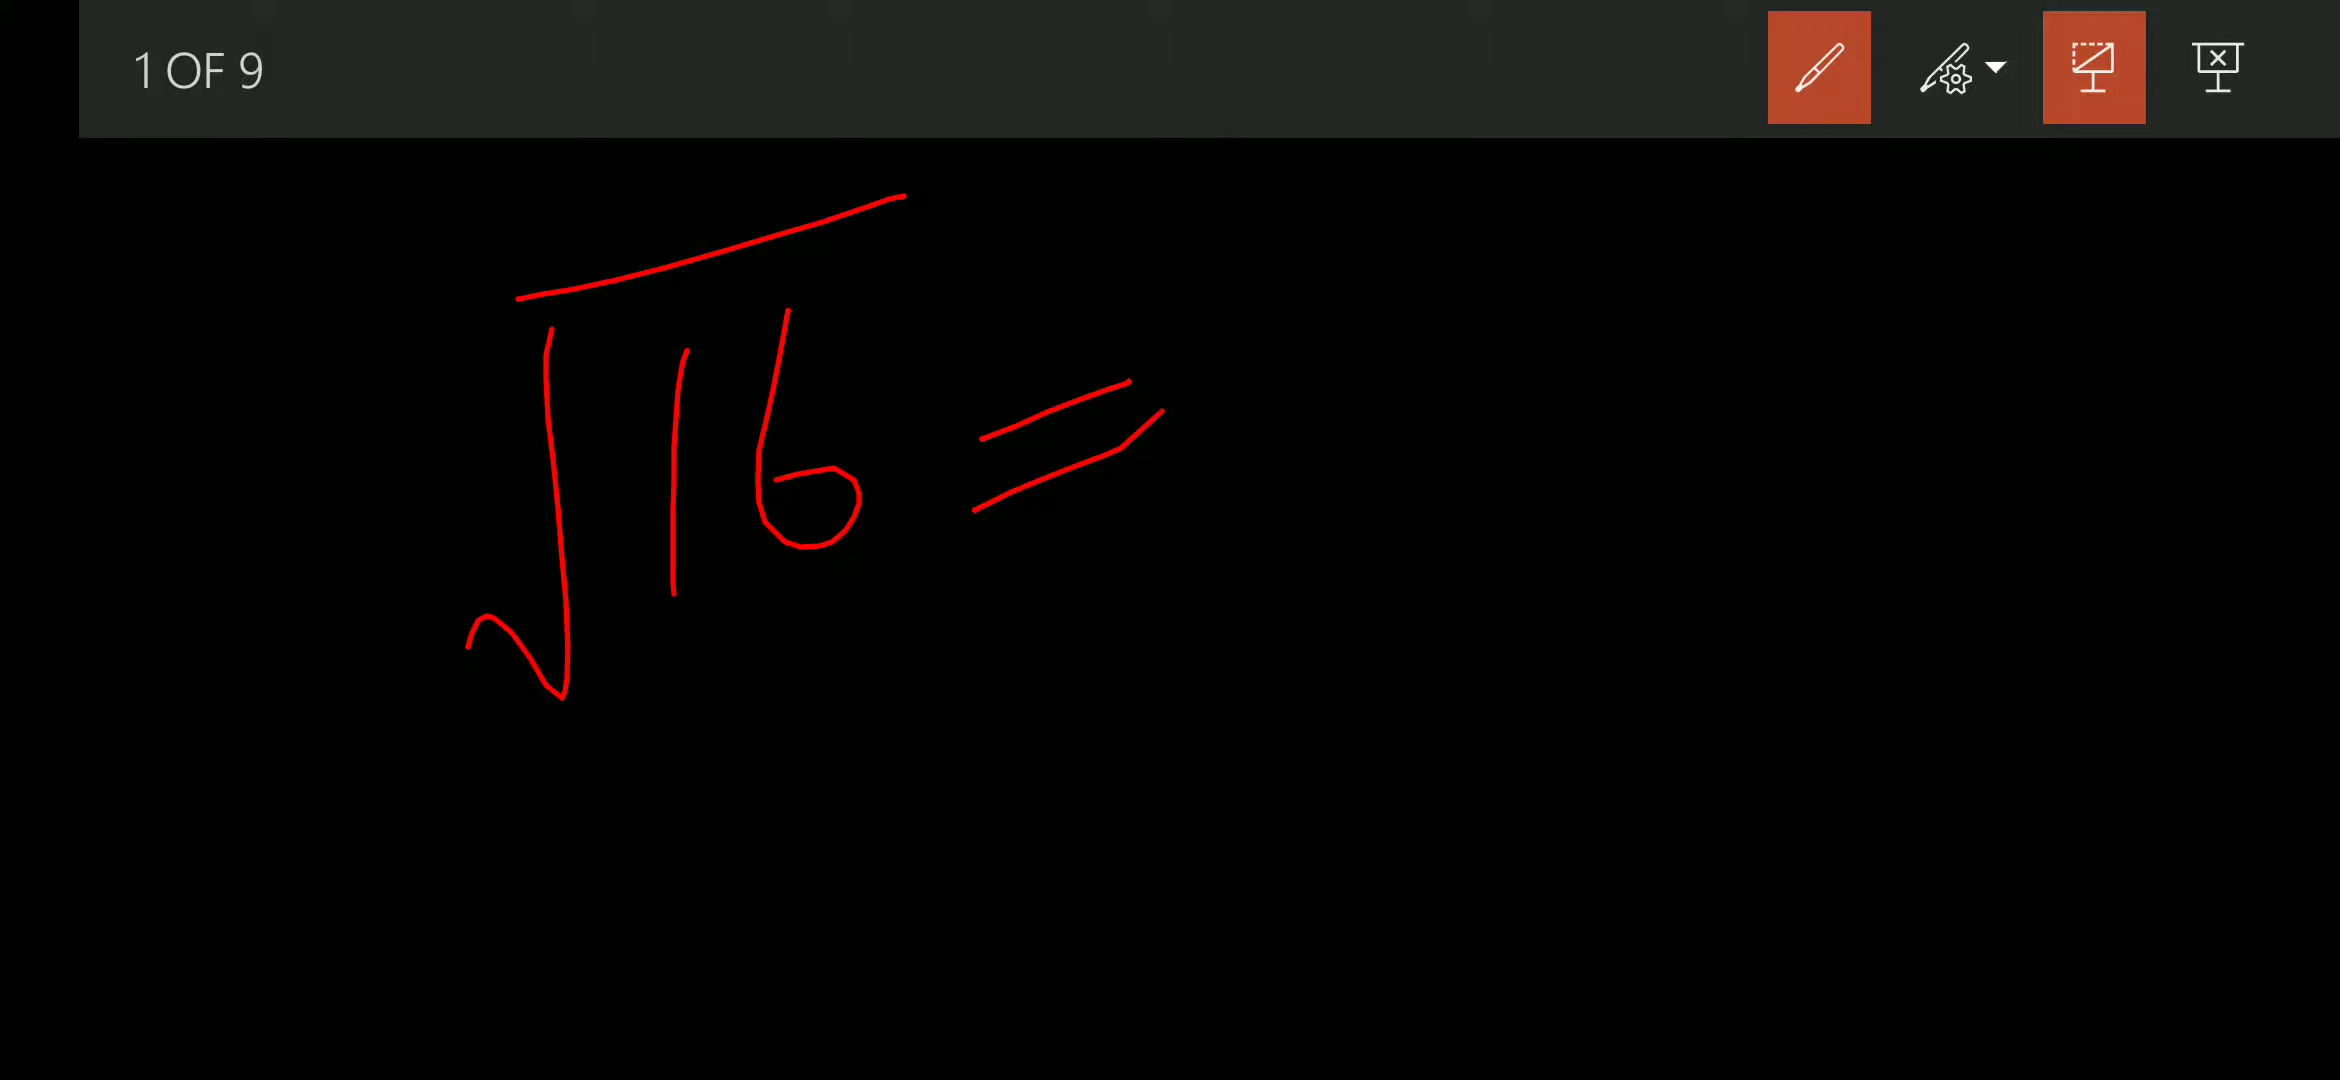 1 OF 9
√16 =